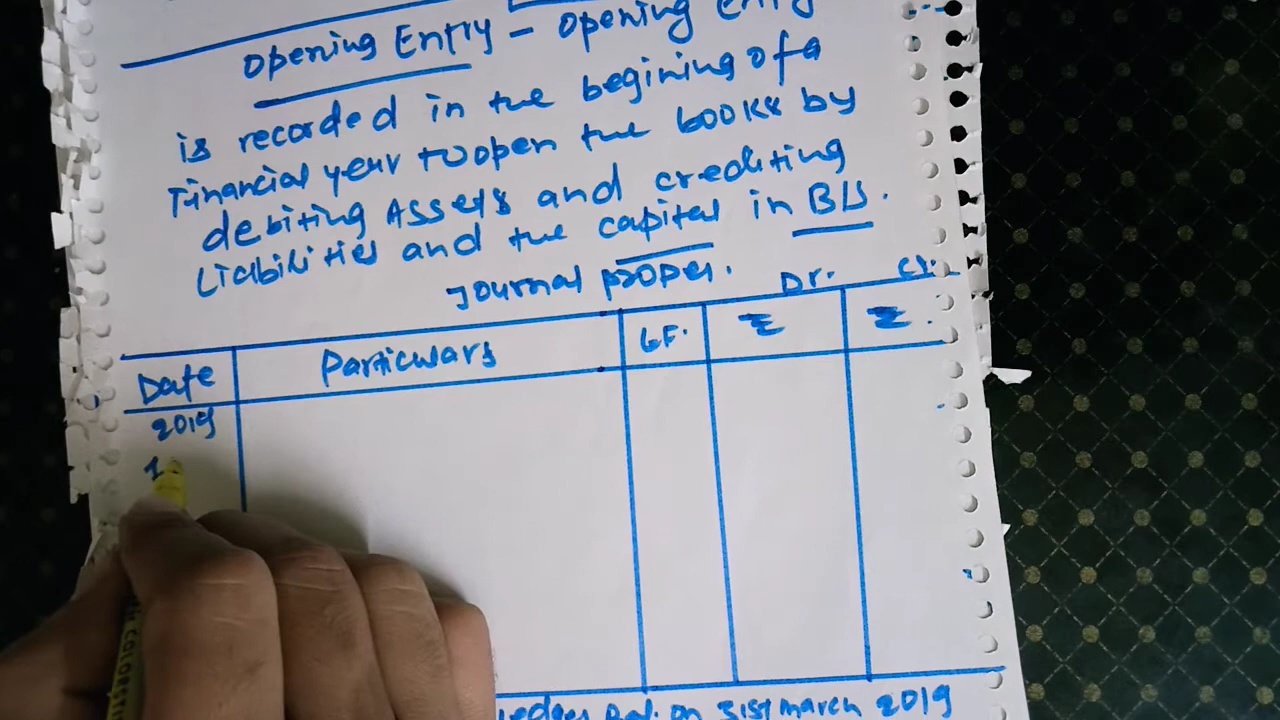 Opening Entry - Opening Entry
is recorded in the begining of a
Financial year to open the books by
debiting Assets and crediting
Liabilities and the capital in B/S.
Journal proper.
Dr. Cr.
Date Particulars L.F. ₹ ₹
2019
1
Bal. on 31st march 2019